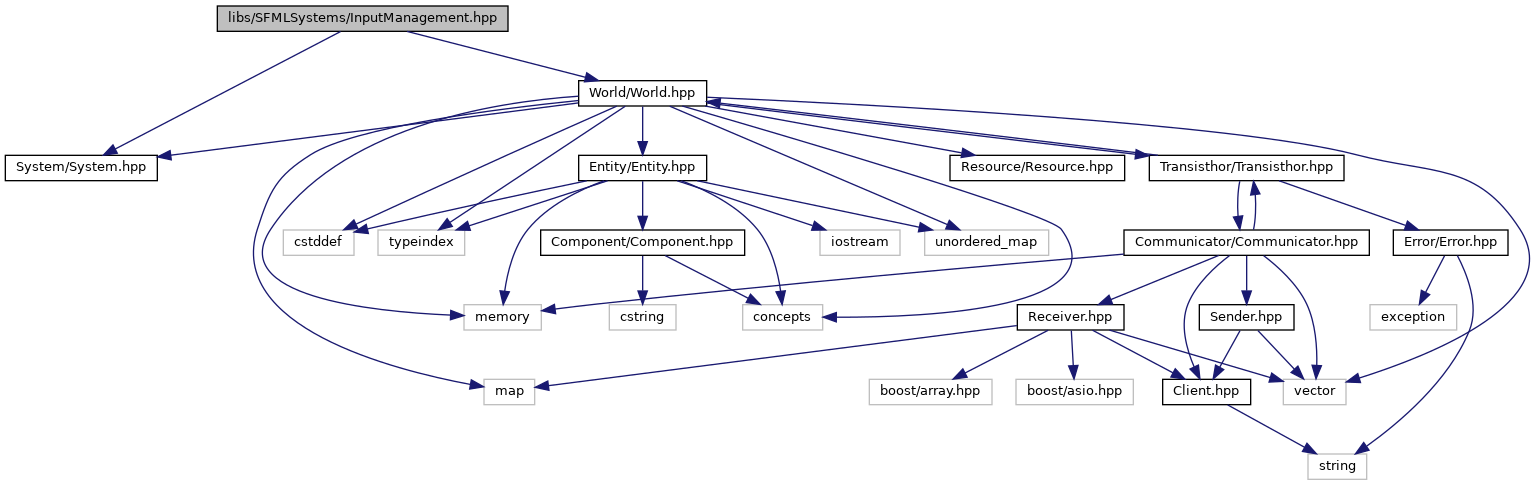 libs/SFMLSystems/InputManagement.hpp
World/World.hpp
System/System.hpp
Entity/Entity.hpp
Resource/Resource.hpp
Transisthor/Transisthor.hpp
cstddef
typeindex
Component/Component.hpp
iostream
unordered_map
Communicator/Communicator.hpp
Error/Error.hpp
memory
cstring
concepts
Receiver.hpp
Sender.hpp
exception
map
boost/array.hpp
boost/asio.hpp
Client.hpp
vector
string